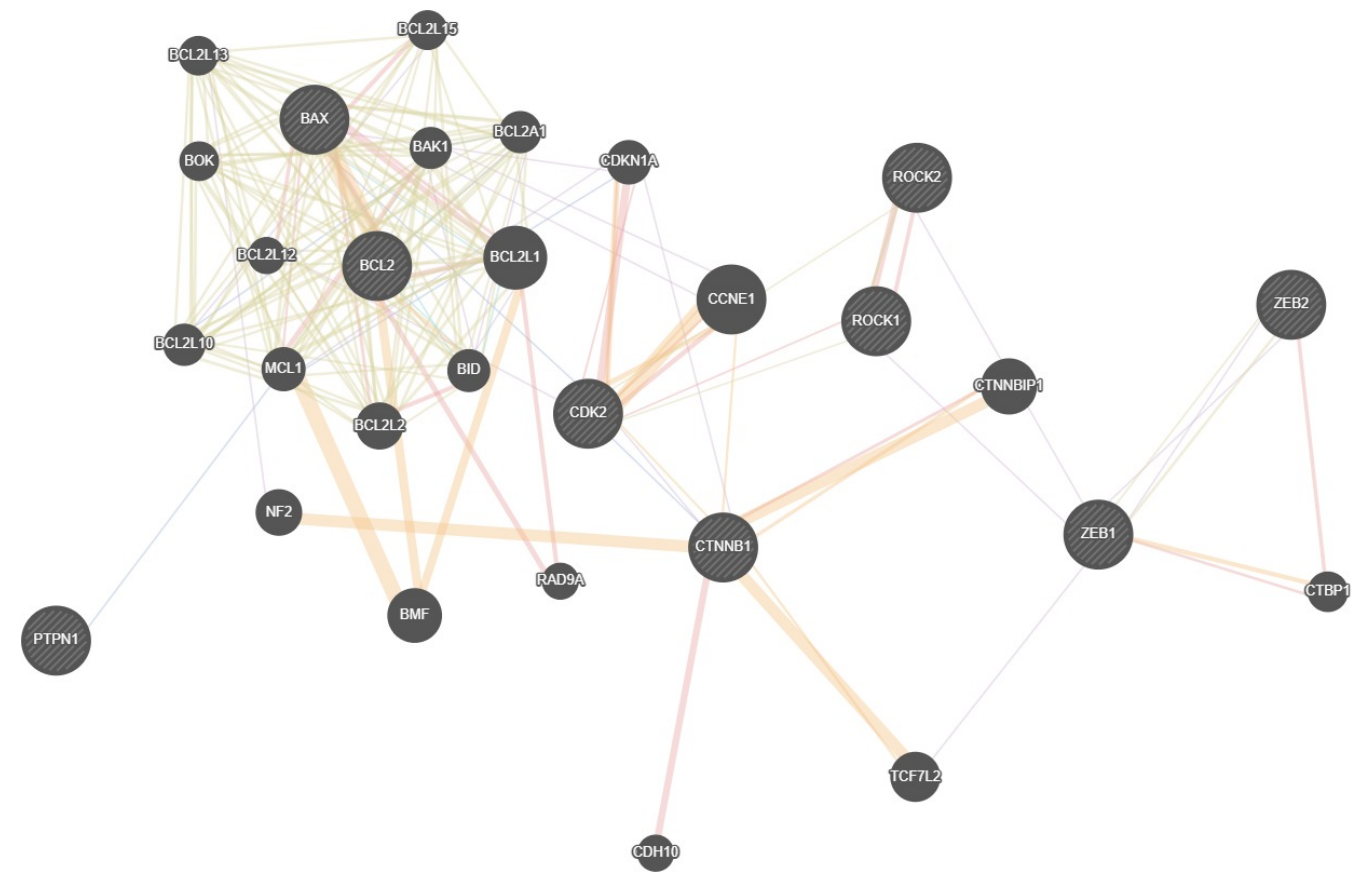 BCL2L15
BCL2L13
BAX
BCL2A1
BAK1
BOK
CDKN1A
ROCK2
BCL2L12
BCL2
BCL2L1
CCNE1
ZEB2
ROCK1
BCL2L10
MCL1
BID
CTNNBIP1
CDK2
BCL2L2
NF2
ZEB1
CTNNB1
RAD9A
CTBP1
BMF
PTPN1
TCF7L2
CDH10